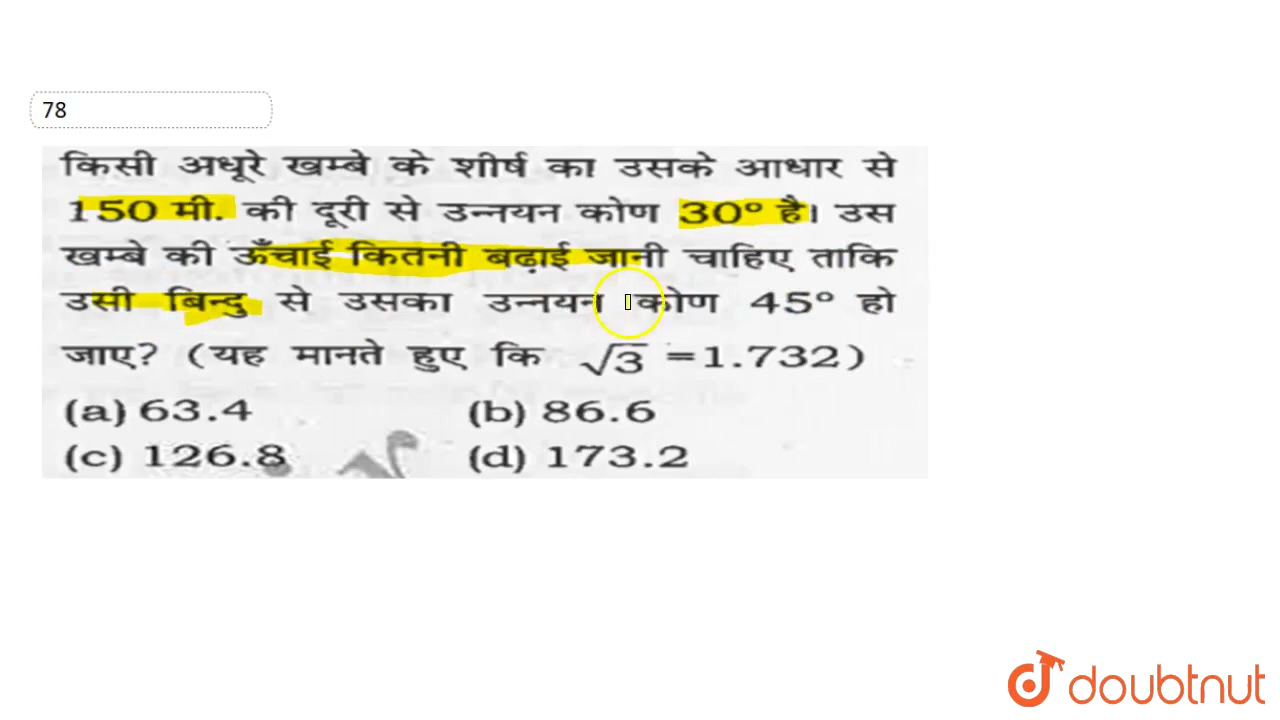 78
किसी अधूरे खम्बे के शीर्ष का उसके आधार से
150 मी. की दूरी से उन्नयन कोण 30° है। उस
खम्बे की ऊँचाई कितनी बढ़ाई जानी चाहिए ताकि
उसी बिन्दु से उसका उन्नयन कोण 45° हो
जाए? (यह मानते हुए कि √3 =1.732)
(a) 63.4 (b) 86.6
(c) 126.8 (d) 173.2
doubtnut